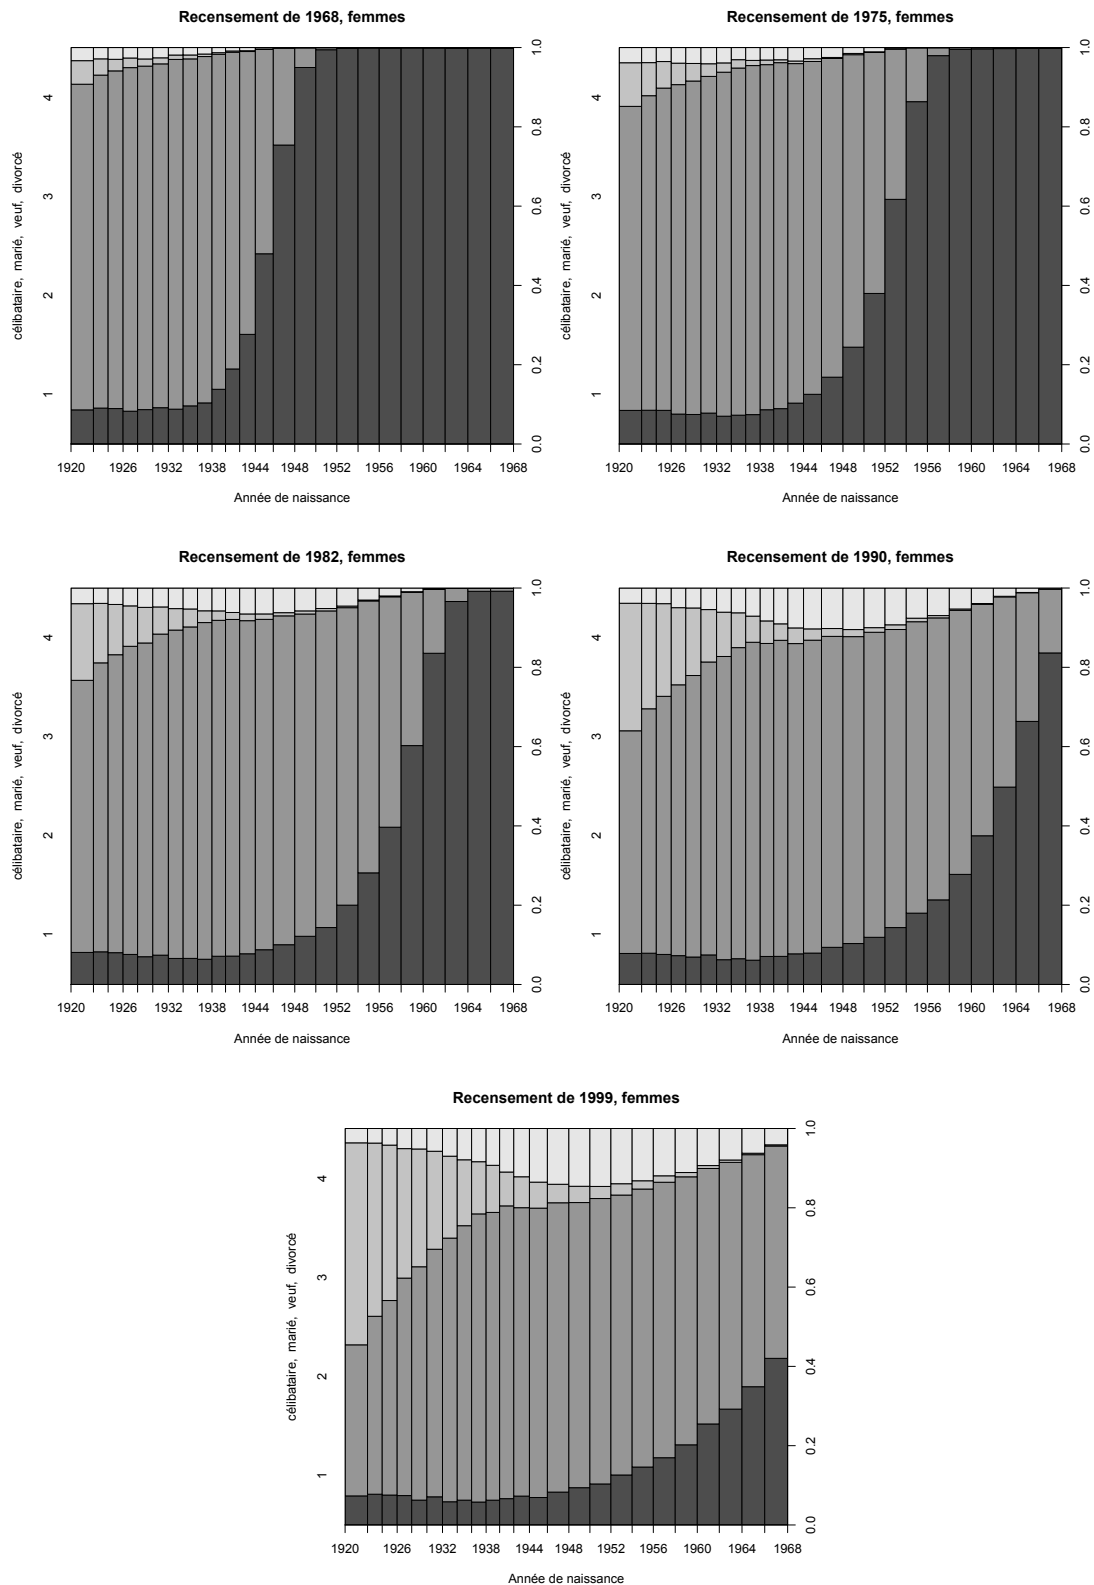 Recensement de 1968, femmes
célibataire, marié, veuf, divorcé
4
3
2
1
1.0
0.8
0.6
0.4
0.2
0.0
1920 1926 1932 1938 1944 1948 1952 1956 1960 1964 1968
Année de naissance
Recensement de 1975, femmes
célibataire, marié, veuf, divorcé
4
3
2
1
1.0
0.8
0.6
0.4
0.2
0.0
1920 1926 1932 1938 1944 1948 1952 1956 1960 1964 1968
Année de naissance
Recensement de 1982, femmes
célibataire, marié, veuf, divorcé
4
3
2
1
1.0
0.8
0.6
0.4
0.2
0.0
1920 1926 1932 1938 1944 1948 1952 1956 1960 1964 1968
Année de naissance
Recensement de 1990, femmes
célibataire, marié, veuf, divorcé
4
3
2
1
1.0
0.8
0.6
0.4
0.2
0.0
1920 1926 1932 1938 1944 1948 1952 1956 1960 1964 1968
Année de naissance
Recensement de 1999, femmes
célibataire, marié, veuf, divorcé
4
3
2
1
1.0
0.8
0.6
0.4
0.2
0.0
1920 1926 1932 1938 1944 1948 1952 1956 1960 1964 1968
Année de naissance